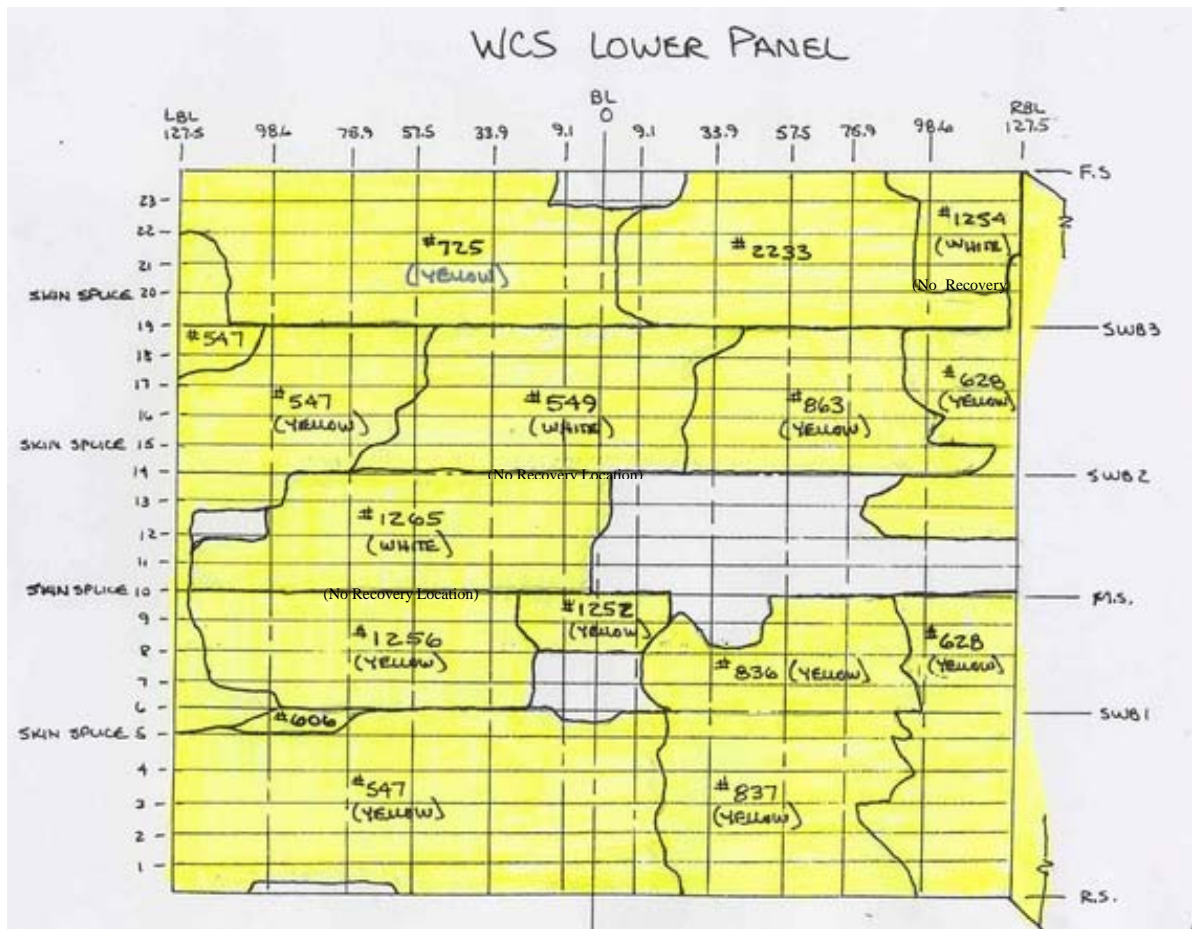 WCS LOWER PANEL
BL
LBL 0 RBL
127.5 98.6 76.9 57.5 33.9 9.1 9.1 33.9 57.5 76.9 98.6 127.5
F.S
23
#1254
22
#725 #2233 (WHITE)
21 (YELLOW)
SKIN SPLICE 20 (No Recovery
19 SWB3
#547
18
#628
17 (YELLOW)
#547 #549 #863
16 (YELLOW) (WHITE) (YELLOW)
SKIN SPLICE 15
14 (No Recovery Location) SWB2
13
#1265
12 (WHITE)
11
SKIN SPLICE 10 (No Recovery Location) M.S.
#1252
9 (YELLOW)
#1256 #628
8 (YELLOW) #836 (YELLOW) (YELLOW)
7
6 SWB1
#606
SKIN SPLICE 5
4
#547 #837
3 (YELLOW) (YELLOW)
2
1
R.S.